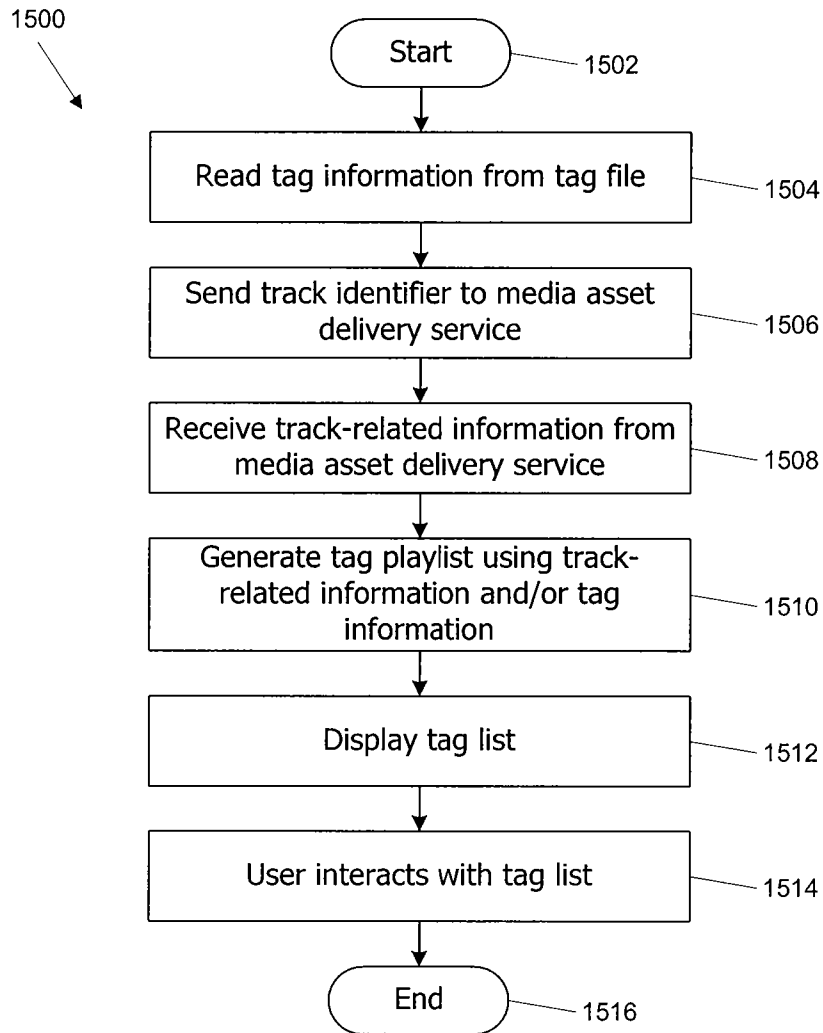 1500
Start
1502
Read tag information from tag file
1504
Send track identifier to media asset
delivery service
1506
Receive track-related information from
media asset delivery service
1508
Generate tag playlist using track-
related information and/or tag
information
1510
Display tag list
1512
User interacts with tag list
1514
End
1516